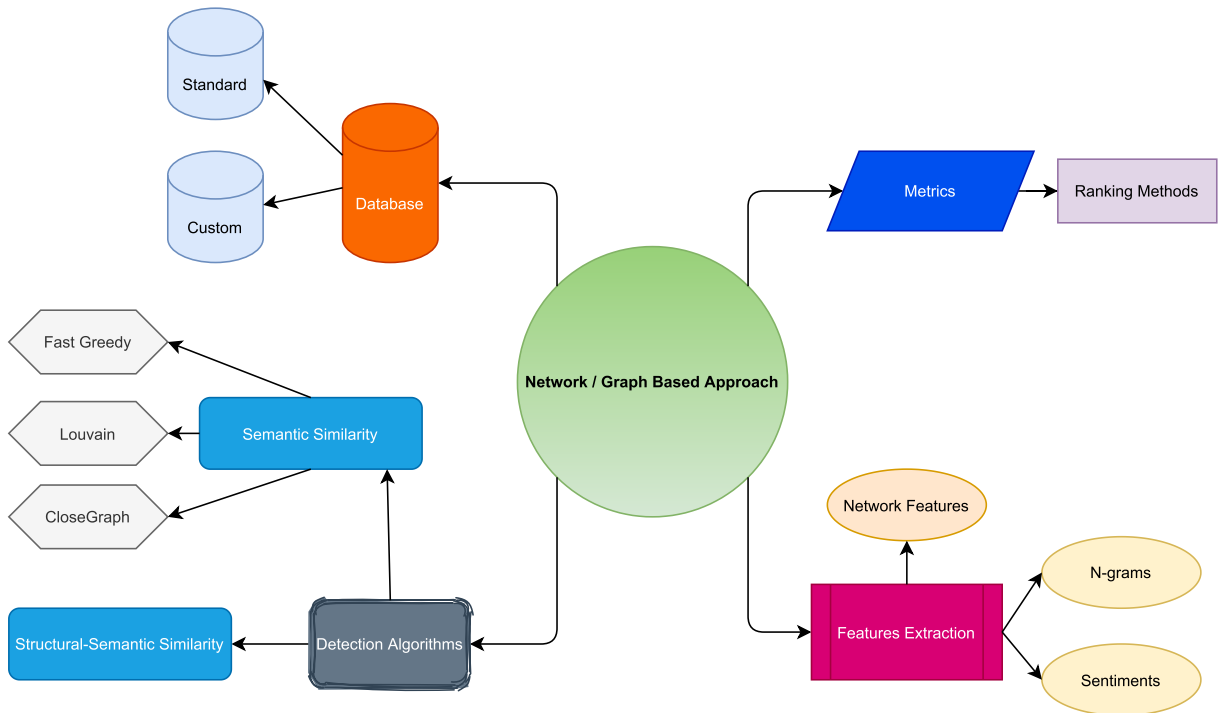 Standard
Custom
Database
Metrics
Ranking Methods
Fast Greedy
Louvain
CloseGraph
Semantic Similarity
Network / Graph Based Approach
Structural-Semantic Similarity
Detection Algorithms
Network Features
Features Extraction
N-grams
Sentiments